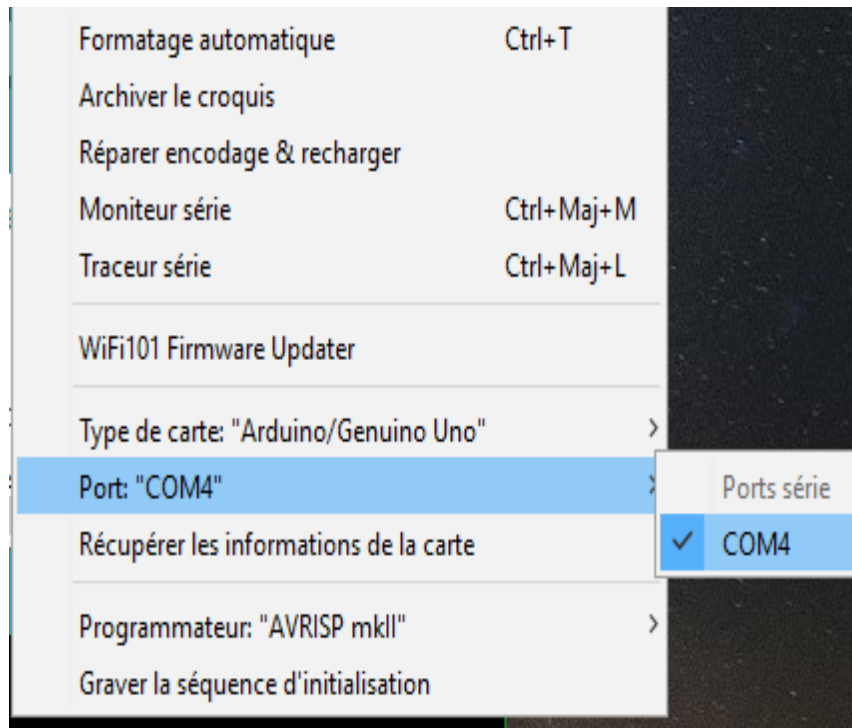 Formatage automatique Ctrl+T
Archiver le croquis
Réparer encodage & recharger
Moniteur série Ctrl+Maj+M
Traceur série Ctrl+Maj+L
WiFi101 Firmware Updater
Type de carte: "Arduino/Genuino Uno"
Port: "COM4"
Ports série
Récupérer les informations de la carte
COM4
Programmateur: "AVRISP mkII"
Graver la séquence d'initialisation